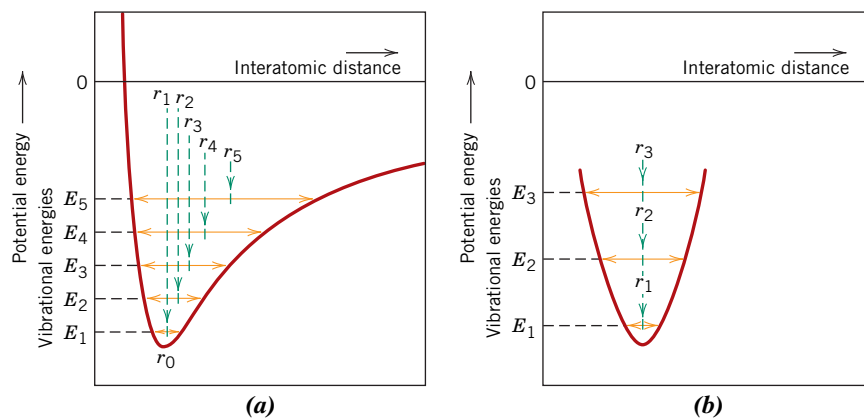 Interatomic distance
0
Potential energy
Vibrational energies
r1
r2
r3
r4
r5
E5
E4
E3
E2
E1
r0
(a)
Interatomic distance
0
Potential energy
Vibrational energies
r3
E3
r2
E2
r1
E1
(b)